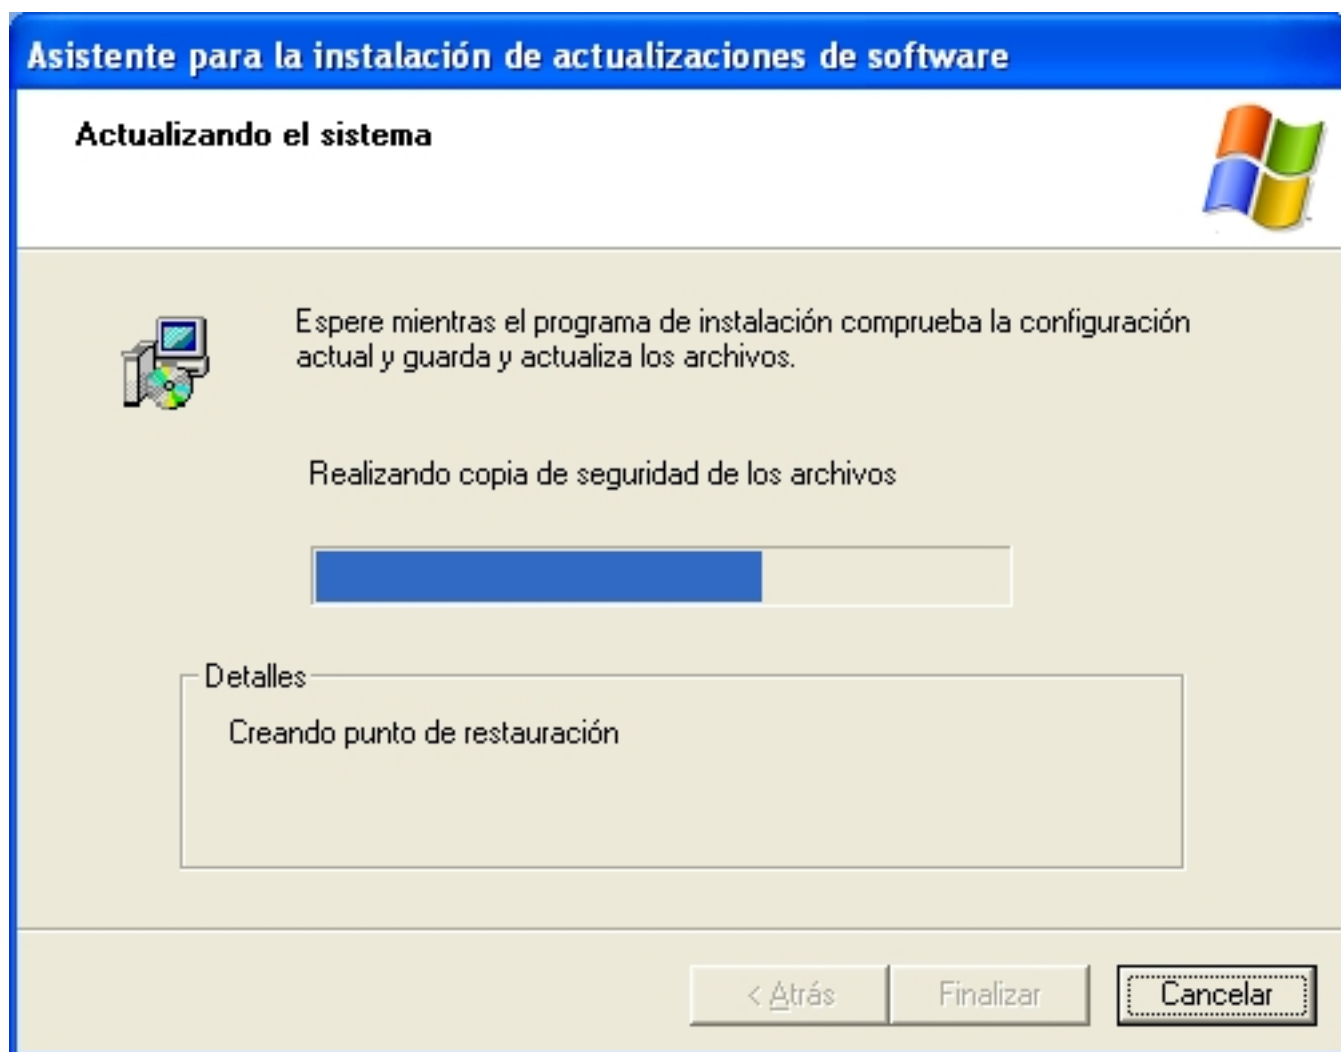 Asistente para la instalación de actualizaciones de software
Actualizando el sistema
Espere mientras el programa de instalación comprueba la configuración
actual y guarda y actualiza los archivos.
Realizando copia de seguridad de los archivos
Detalles
Creando punto de restauración
< Atrás
Finalizar
Cancelar